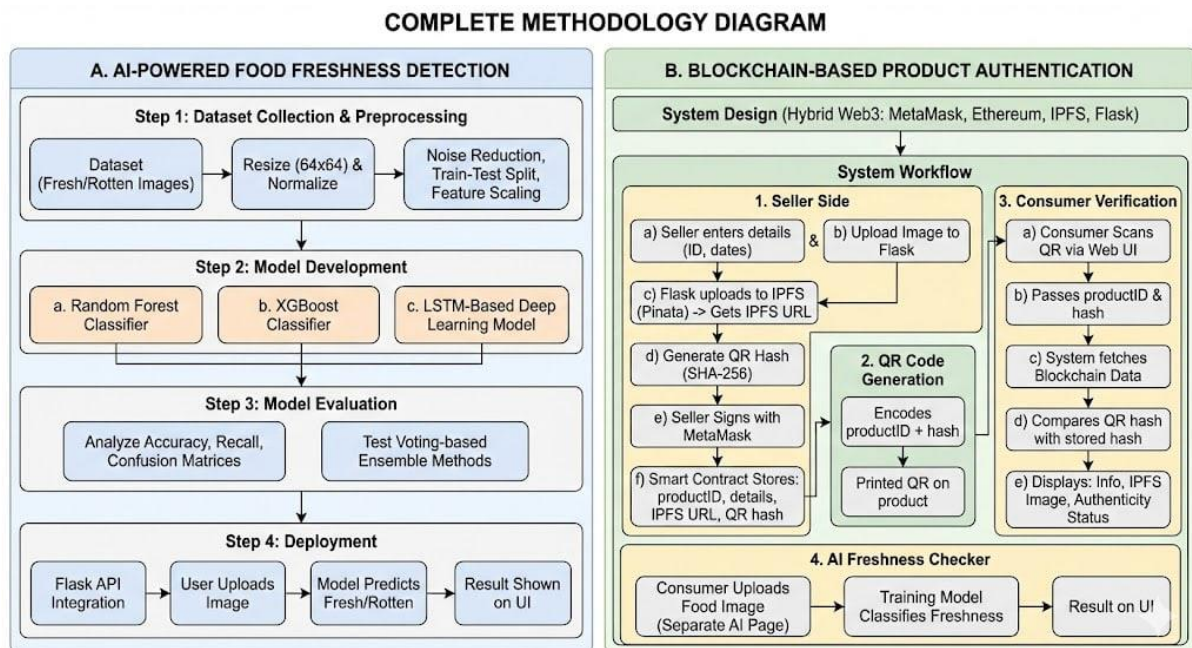 COMPLETE METHODOLOGY DIAGRAM
A. AI-POWERED FOOD FRESHNESS DETECTION
Step 1: Dataset Collection & Preprocessing
Dataset
(Fresh/Rotten Images)
Resize (64x64) &
Normalize
Noise Reduction,
Train-Test Split,
Feature Scaling
Step 2: Model Development
a. Random Forest
Classifier
b. XGBoost
Classifier
c. LSTM-Based Deep
Learning Model
Step 3: Model Evaluation
Analyze Accuracy, Recall,
Confusion Matrices
Test Voting-based
Ensemble Methods
Step 4: Deployment
Flask API
Integration
User Uploads
Image
Model Predicts
Fresh/Rotten
Result Shown
on UI
B. BLOCKCHAIN-BASED PRODUCT AUTHENTICATION
System Design (Hybrid Web3: MetaMask, Ethereum, IPFS, Flask)
System Workflow
1. Seller Side
a) Seller enters details
(ID, dates)
&
b) Upload Image to
Flask
c) Flask uploads to IPFS
(Pinata) -> Gets IPFS URL
d) Generate QR Hash
(SHA-256)
e) Seller Signs with
MetaMask
f) Smart Contract Stores:
productID, details,
IPFS URL, QR hash
2. QR Code
Generation
Encodes
productID + hash
Printed QR on
product
3. Consumer Verification
a) Consumer Scans
QR via Web UI
b) Passes productID &
hash
c) System fetches
Blockchain Data
d) Compares QR hash
with stored hash
e) Displays: Info, IPFS
Image, Authenticity
Status
4. AI Freshness Checker
Consumer Uploads
Food Image
(Separate AI Page)
Training Model
Classifies Freshness
Result on UI